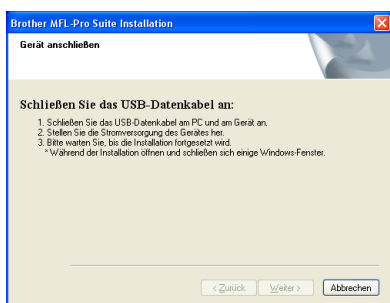 Brother MFL-Pro Suite Installation
Gerät anschließen
Schließen Sie das USB-Datenkabel an:
1. Schließen Sie das USB-Datenkabel am PC und am Gerät an.
2. Stellen Sie die Stromversorgung des Gerätes her.
3. Bitte warten Sie, bis die Installation fortgesetzt wird.
*Während der Installation öffnen und schließen sich einige Windows-Fenster.
< Zurück Weiter > Abbrechen